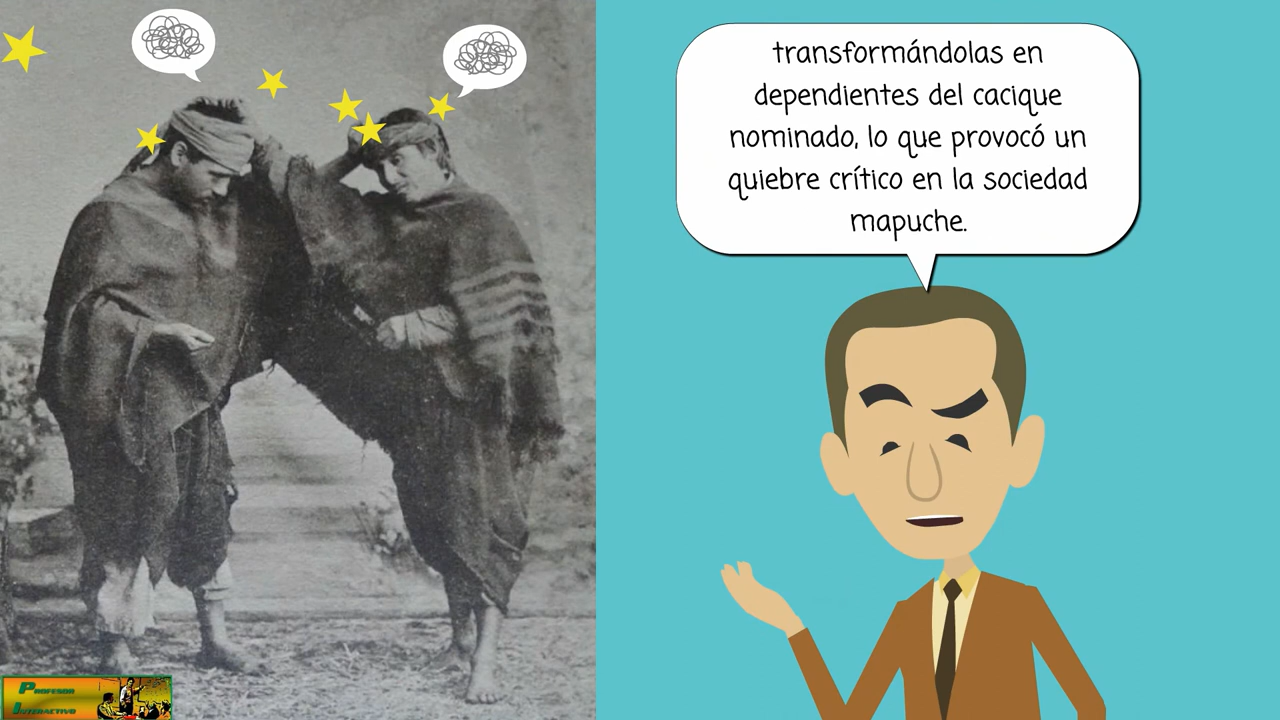 transformándolas en
dependientes del cacique
nominado, lo que provocó un
quiebre crítico en la sociedad
mapuche.
Profesor
Interactivo